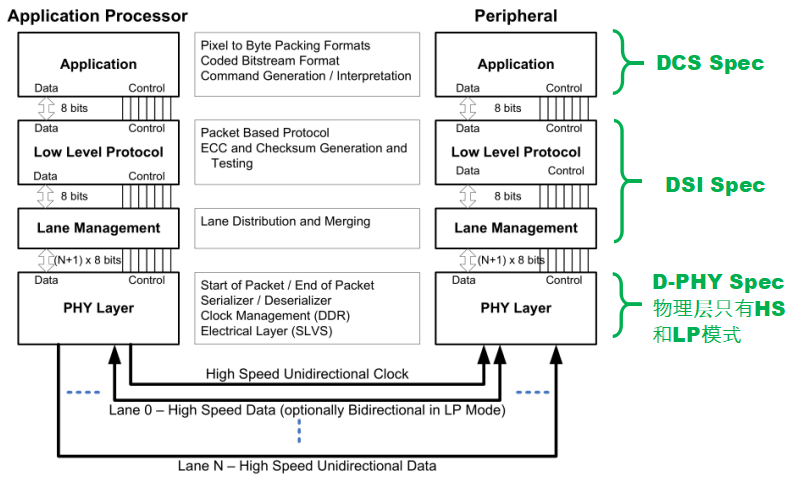 Application Processor
Peripheral
Application
Data
Control
Pixel to Byte Packing Formats
Coded Bitstream Format
Command Generation / Interpretation
Application
Data
Control
DCS Spec
8 bits
8 bits
Data
Control
Low Level Protocol
Data
Control
Packet Based Protocol
ECC and Checksum Generation and
Testing
Data
Control
Low Level Protocol
Data
Control
DSI Spec
8 bits
8 bits
Lane Management
Lane Distribution and Merging
Lane Management
(N+1) x 8 bits
(N+1) x 8 bits
Data
Control
PHY Layer
Start of Packet / End of Packet
Serializer / Deserializer
Clock Management (DDR)
Electrical Layer (SLVS)
Data
Control
PHY Layer
D-PHY Spec
物理层只有HS
和LP模式
High Speed Unidirectional Clock
Lane 0 – High Speed Data (optionally Bidirectional in LP Mode)
Lane N – High Speed Unidirectional Data